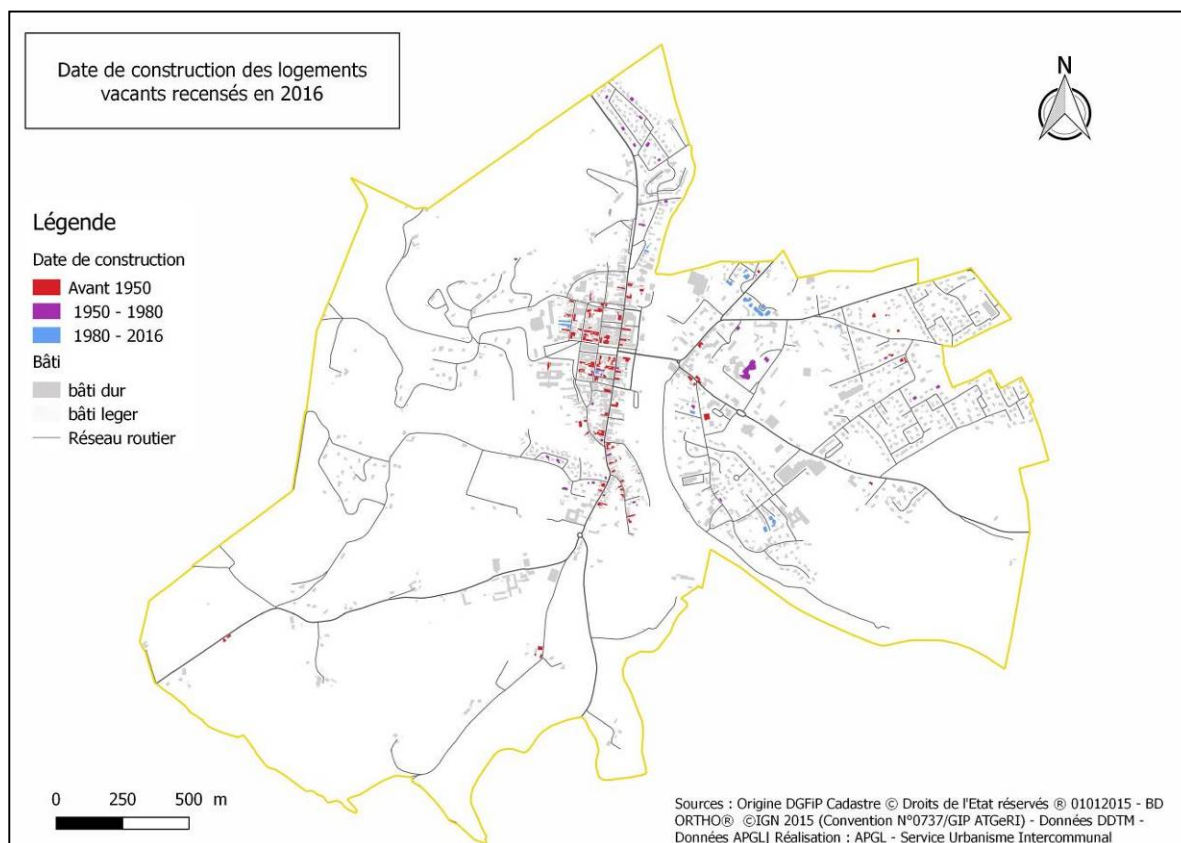 Date de construction des logements
vacants recensés en 2016
N
Légende
Date de construction
Avant 1950
1950 - 1980
1980 - 2016
Bâti
bâti dur
bâti leger
Réseau routier
0 250 500 m
Sources : Origine DGFiP Cadastre © Droits de l'Etat réservés ® 01012015 - BD
ORTHO® ©IGN 2015 (Convention N°0737/GIP ATGeRI) - Données DDTM -
Données APGL| Réalisation : APGL - Service Urbanisme Intercommunal